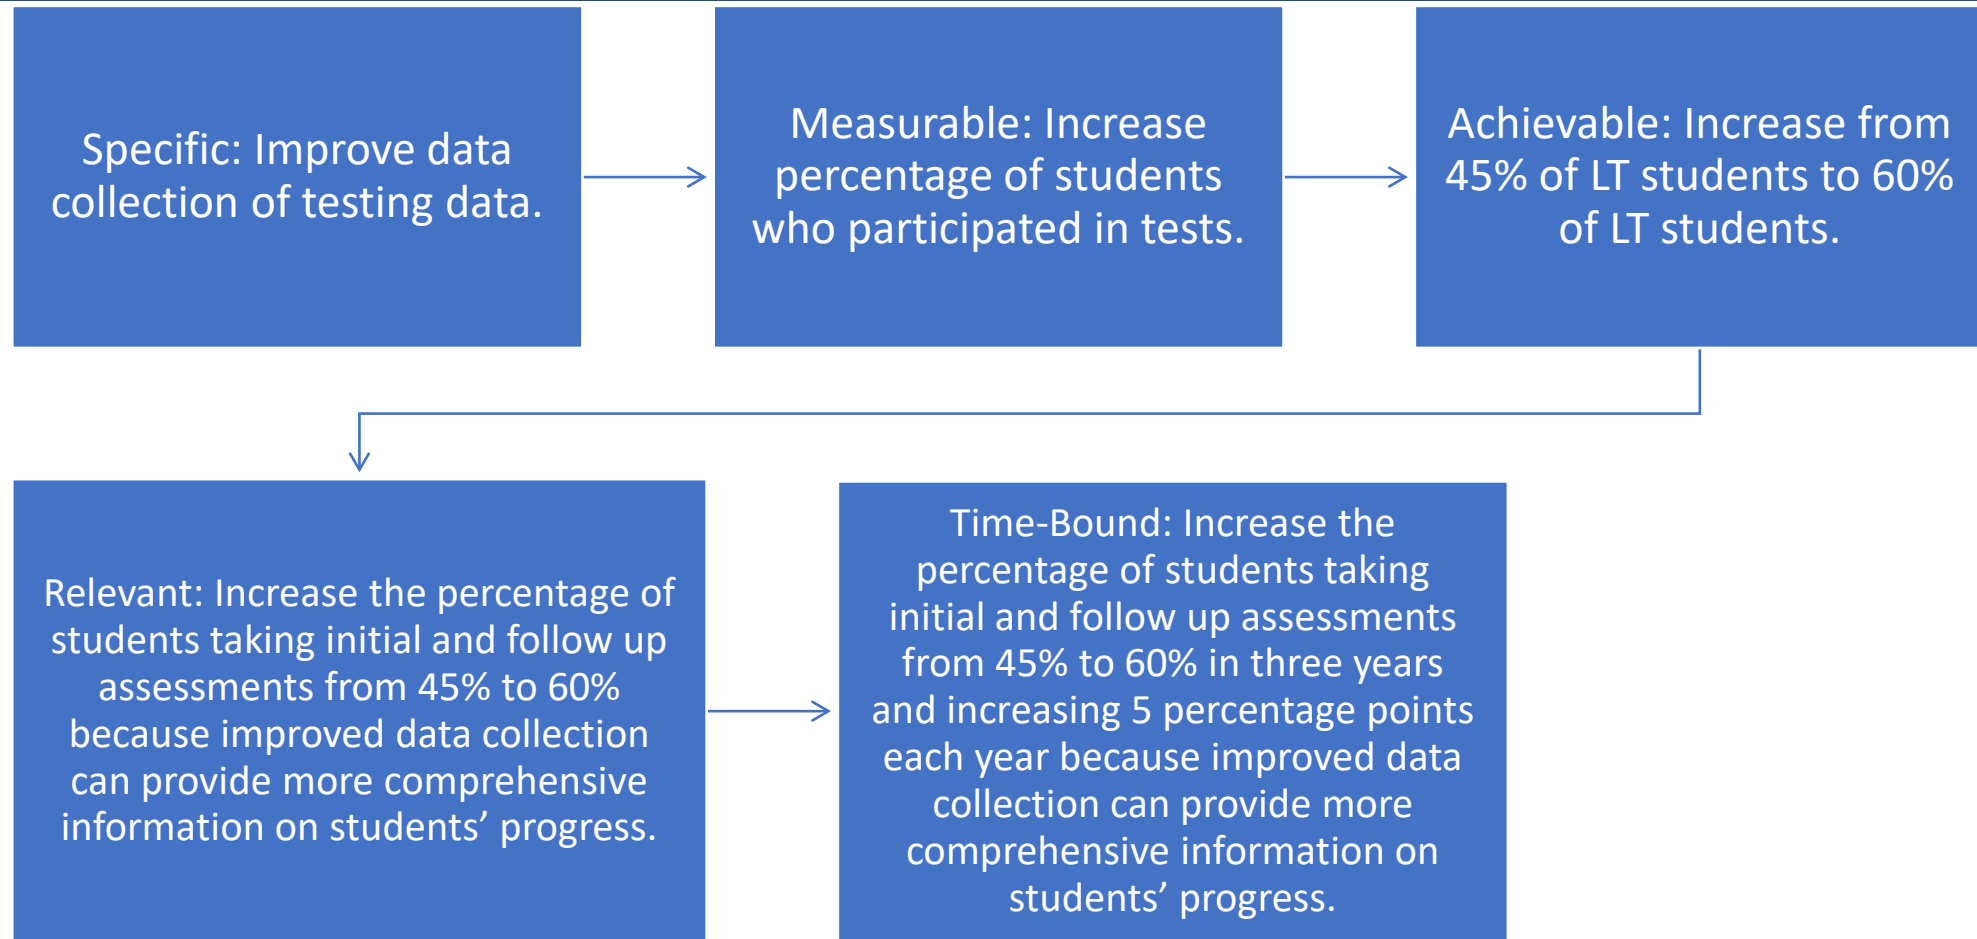 Specific: Improve data
collection of testing data.
Measurable: Increase
percentage of students
who participated in tests.
Achievable: Increase from
45% of LT students to 60%
of LT students.
Relevant: Increase the percentage of
students taking initial and follow up
assessments from 45% to 60%
because improved data collection
can provide more comprehensive
information on students’ progress.
Time-Bound: Increase the
percentage of students taking
initial and follow up assessments
from 45% to 60% in three years
and increasing 5 percentage points
each year because improved data
collection can provide more
comprehensive information on
students’ progress.